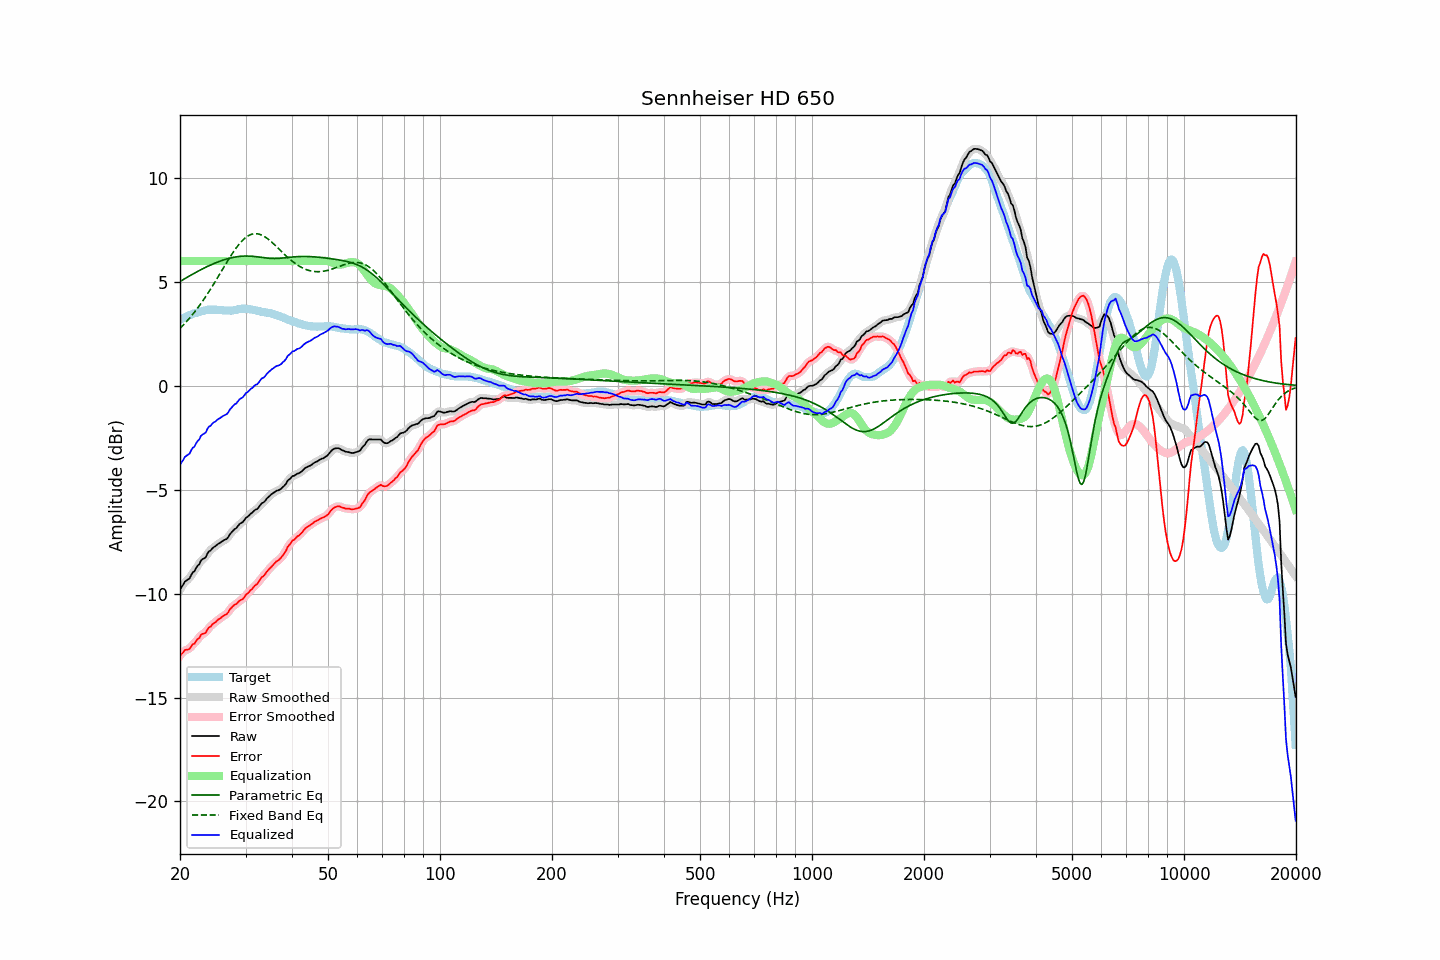 Sennheiser HD 650
10
5
0
−5
−10
−15
−20
Amplitude (dBr)
Target
Raw Smoothed
Error Smoothed
Raw
Error
Equalization
Parametric Eq
Fixed Band Eq
Equalized
20 50 100 200 500 1000 2000 5000 10000 20000
Frequency (Hz)